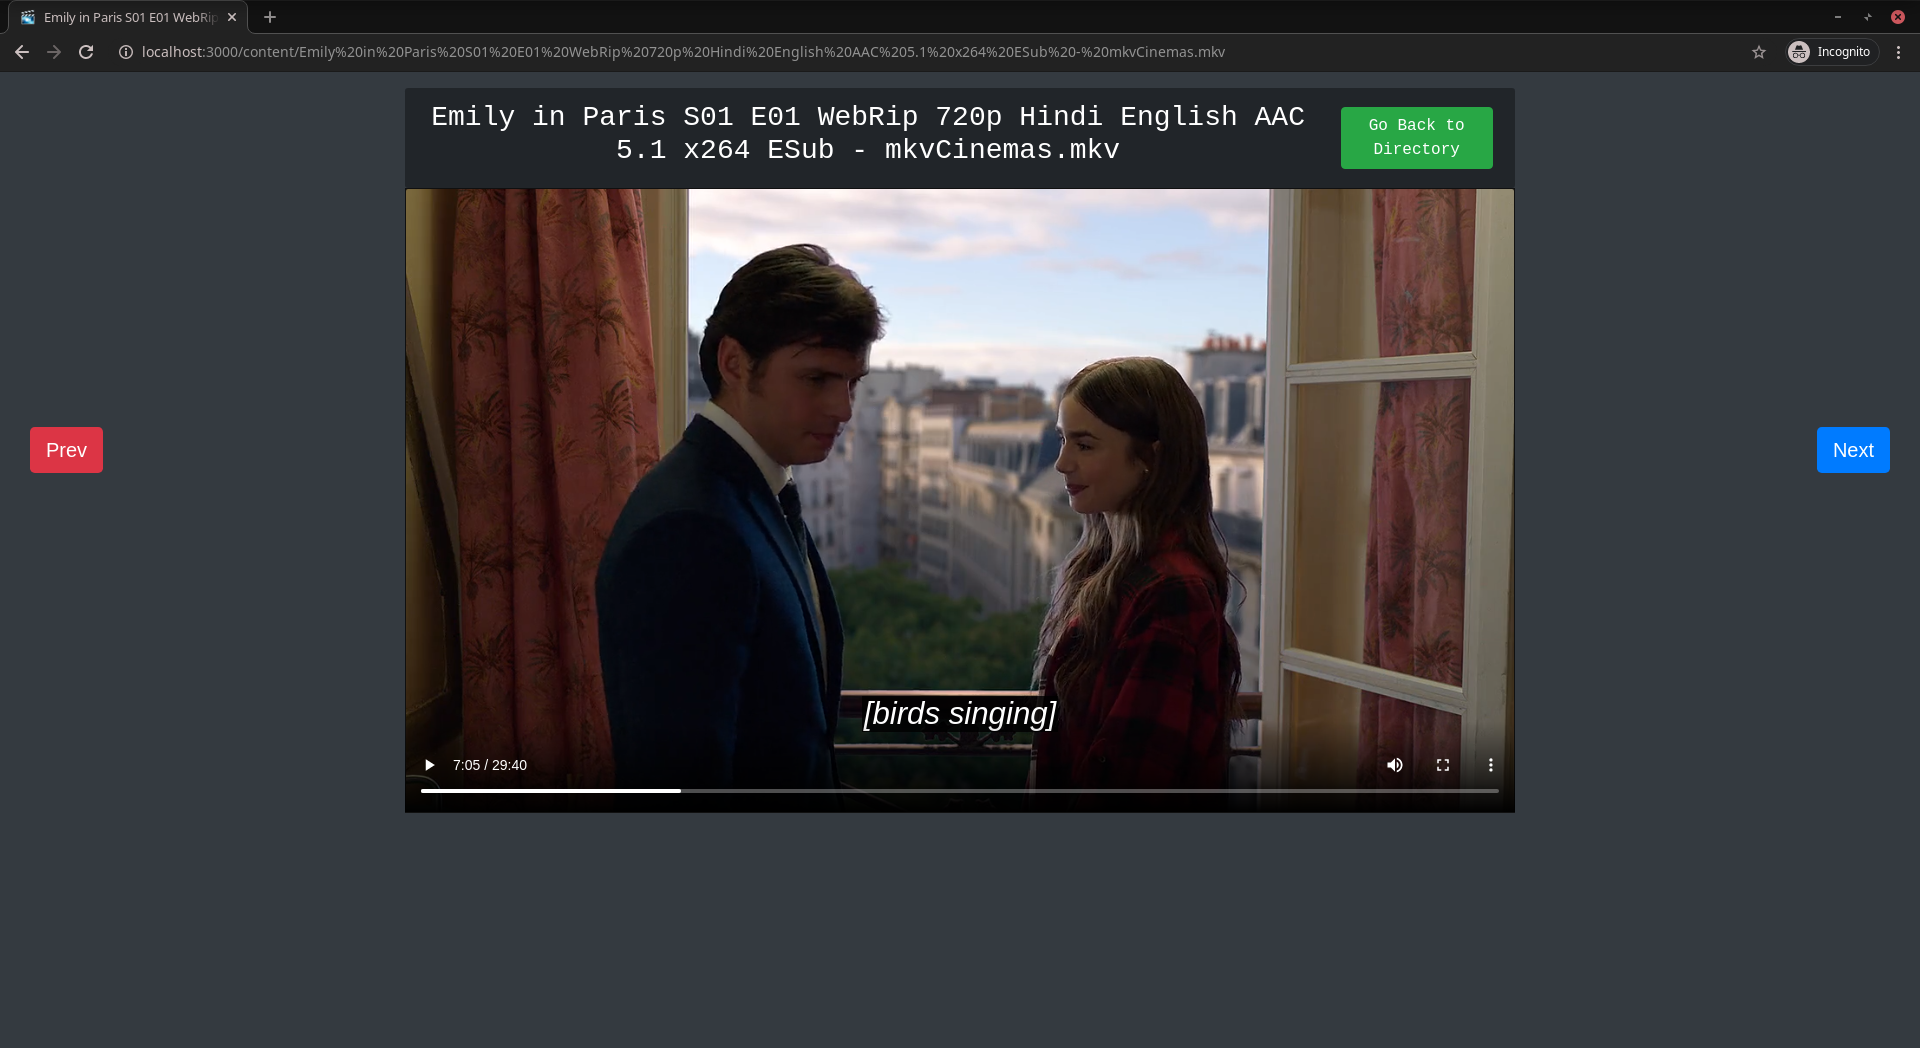 Emily in Paris S01 E01 WebRip
localhost:3000/content/Emily%20in%20Paris%20S01%20E01%20WebRip%20720p%20Hindi%20English%20AAC%205.1%20x264%20ESub%20-%20mkvCinemas.mkv
Incognito
Emily in Paris S01 E01 WebRip 720p Hindi English AAC
5.1 x264 ESub - mkvCinemas.mkv
Go Back to
Directory
Prev
Next
[birds singing]
7:05 / 29:40